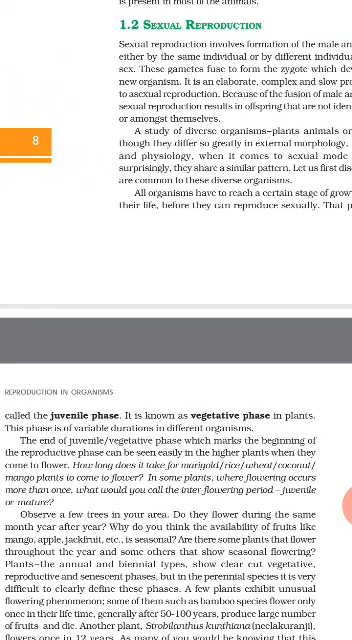 is present in most of the animals.
1.2 SEXUAL REPRODUCTION
Sexual reproduction involves formation of the male an
either by the same individual or by different individua
sex. These gametes fuse to form the zygote which dev
new organism. It is an elaborate, complex and slow pro
to asexual reproduction. Because of the fusion of male an
sexual reproduction results in offspring that are not iden
or amongst themselves.
A study of diverse organisms–plants animals or
though they differ so greatly in external morphology,
and physiology, when it comes to sexual mode
surprisingly, they share a similar pattern. Let us first disc
are common to these diverse organisms.
All organisms have to reach a certain stage of grow
their life, before they can reproduce sexually. That p
8
REPRODUCTION IN ORGANISMS
called the juvenile phase. It is known as vegetative phase in plants.
This phase is of variable durations in different organisms.
The end of juvenile/vegetative phase which marks the beginning of
the reproductive phase can be seen easily in the higher plants when they
come to flower. How long does it take for marigold/rice/wheat/coconut/
mango plants to come to flower? In some plants, where flowering occurs
more than once, what would you call the inter-flowering period – juvenile
or mature?
Observe a few trees in your area. Do they flower during the same
month year after year? Why do you think the availability of fruits like
mango, apple, jackfruit, etc., is seasonal? Are there some plants that flower
throughout the year and some others that show seasonal flowering?
Plants–the annual and biennial types, show clear cut vegetative,
reproductive and senescent phases, but in the perennial species it is very
difficult to clearly define these phases. A few plants exhibit unusual
flowering phenomenon; some of them such as bamboo species flower only
once in their life time, generally after 50-100 years, produce large number
of fruits and die. Another plant, Strobilanthus kunthiana (neelakuranji),
flowers once in 12 years. As many of you would be knowing that this